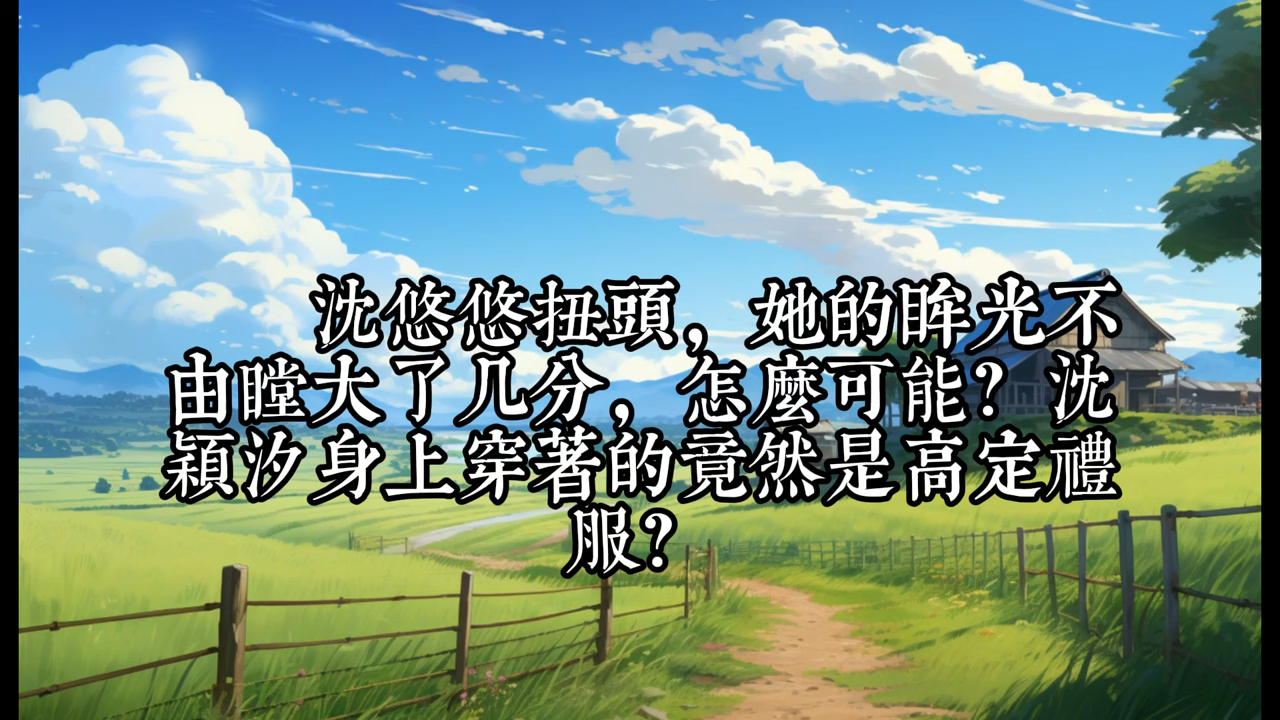 沈悠悠扭頭，她的眸光不
由瞠大了几分，怎麼可能？沈
穎汐身上穿著的竟然是高定禮
服？